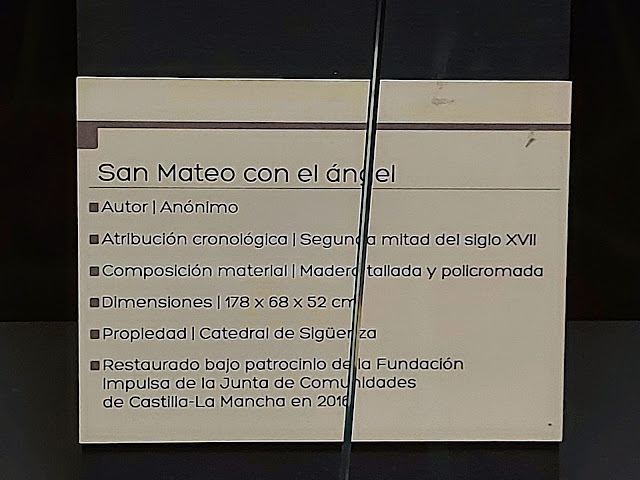 San Mateo con el ángel
Autor | Anónimo
Atribución cronológica | Segunda mitad del siglo XVII
Composición material | Madera tallada y policromada
Dimensiones | 178 x 68 x 52 cm
Propiedad | Catedral de Sigüenza
Restaurado bajo patrocinio de la Fundación
Impulsa de la Junta de Comunidades
de Castilla-La Mancha en 2016